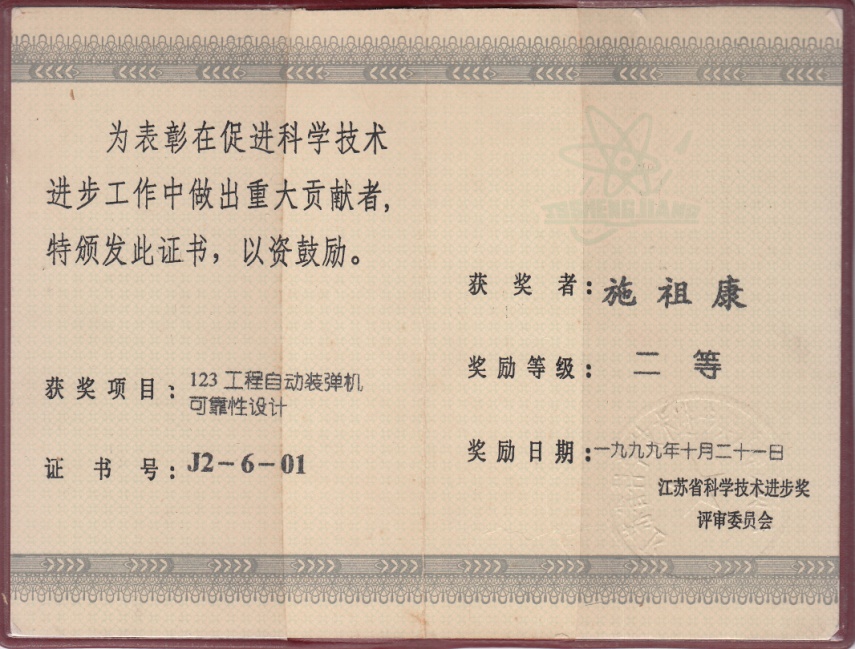 为表彰在促进科学技术
进步工作中做出重大贡献者,
特颁发此证书，以资鼓励。
获奖项目：123工程自动装弹机
可靠性设计
证书号：J2-6-01
获奖者：施祖康
奖励等级：二等
奖励日期：一九九九年十月二十一日
江苏省科学技术进步奖
评审委员会